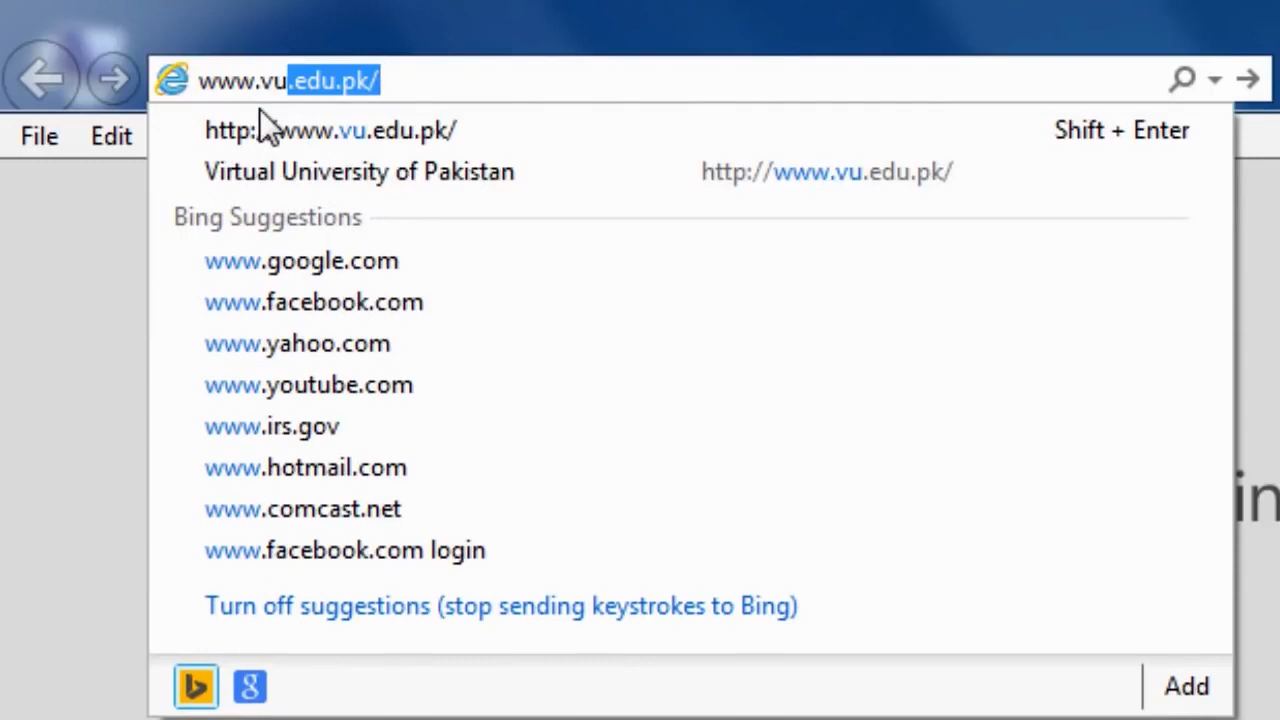 www.vu.edu.pk/
File Edit
http://www.vu.edu.pk/ Shift + Enter
Virtual University of Pakistan http://www.vu.edu.pk/
Bing Suggestions
www.google.com
www.facebook.com
www.yahoo.com
www.youtube.com
www.irs.gov
www.hotmail.com
www.comcast.net
www.facebook.com login
Turn off suggestions (stop sending keystrokes to Bing)
Add